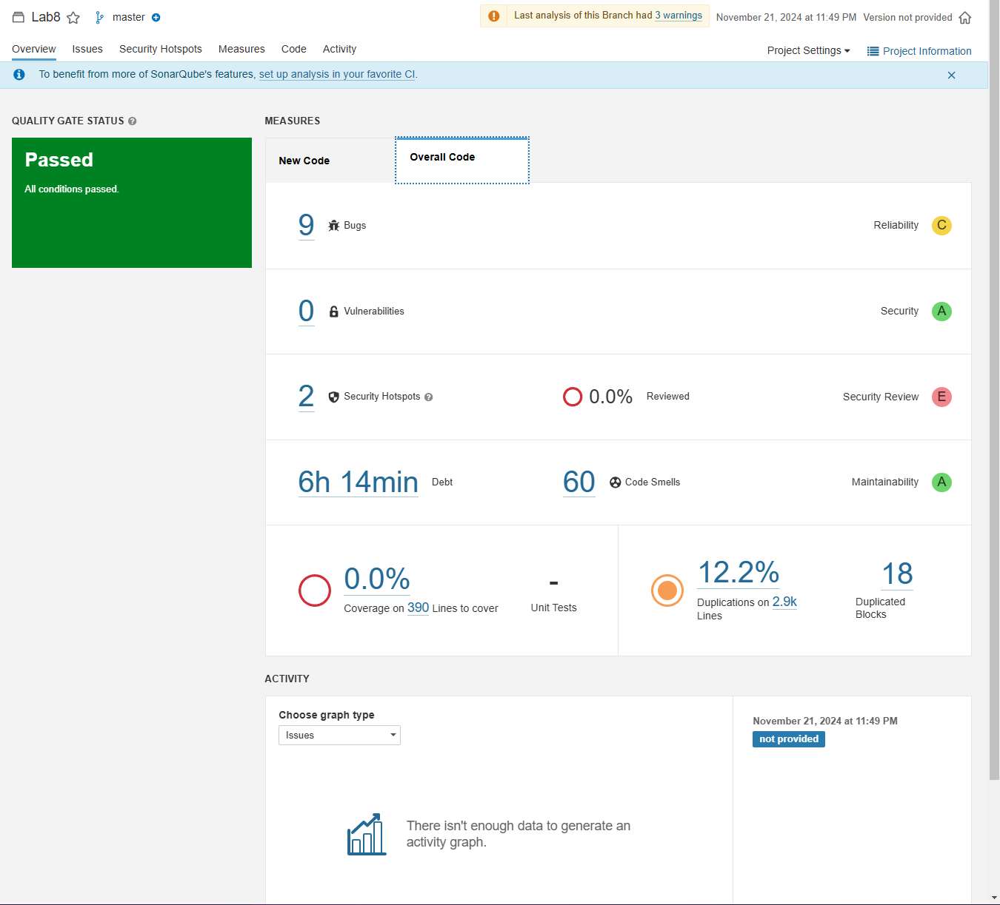 Lab8 master Last analysis of this Branch had 3 warnings November 21, 2024 at 11:49 PM Version not provided
Overview Issues Security Hotspots Measures Code Activity Project Settings Project Information
To benefit from more of SonarQube's features, set up analysis in your favorite CI.
QUALITY GATE STATUS
Passed
All conditions passed.
MEASURES
New Code Overall Code
9 Bugs Reliability C
0 Vulnerabilities Security A
2 Security Hotspots 0.0% Reviewed Security Review E
6h 14min Debt 60 Code Smells Maintainability A
0.0%
Coverage on 390 Lines to cover
-
Unit Tests
12.2%
Duplications on 2.9k
Lines
18
Duplicated
Blocks
ACTIVITY
Choose graph type
Issues
There isn't enough data to generate an
activity graph.
November 21, 2024 at 11:49 PM
not provided